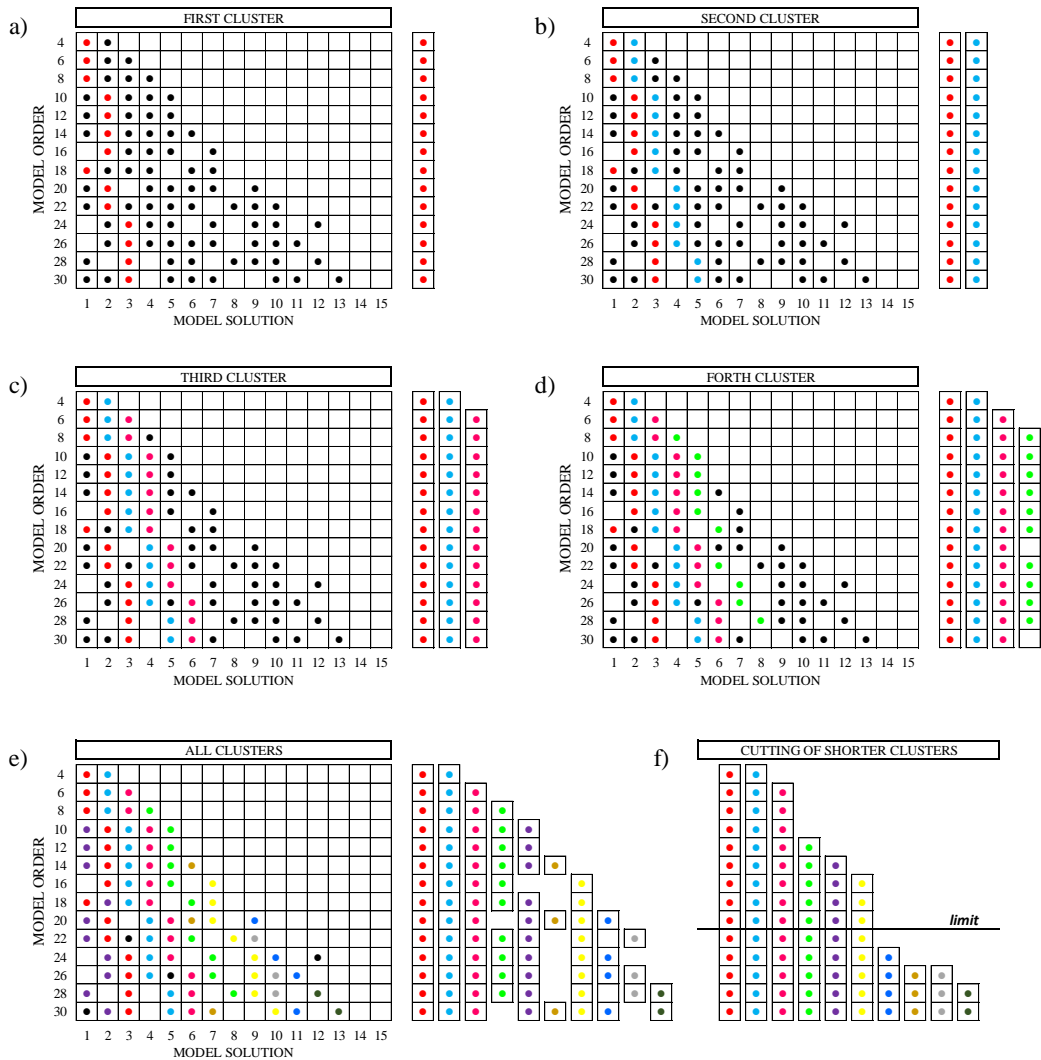 a)
FIRST CLUSTER
MODEL ORDER
4
6
8
10
12
14
16
18
20
22
24
26
28
30
1 2 3 4 5 6 7 8 9 10 11 12 13 14 15
MODEL SOLUTION
b)
SECOND CLUSTER
MODEL ORDER
4
6
8
10
12
14
16
18
20
22
24
26
28
30
1 2 3 4 5 6 7 8 9 10 11 12 13 14 15
MODEL SOLUTION
c)
THIRD CLUSTER
MODEL ORDER
4
6
8
10
12
14
16
18
20
22
24
26
28
30
1 2 3 4 5 6 7 8 9 10 11 12 13 14 15
MODEL SOLUTION
d)
FORTH CLUSTER
MODEL ORDER
4
6
8
10
12
14
16
18
20
22
24
26
28
30
1 2 3 4 5 6 7 8 9 10 11 12 13 14 15
MODEL SOLUTION
e)
ALL CLUSTERS
MODEL ORDER
4
6
8
10
12
14
16
18
20
22
24
26
28
30
1 2 3 4 5 6 7 8 9 10 11 12 13 14 15
MODEL SOLUTION
f)
CUTTING OF SHORTER CLUSTERS
limit